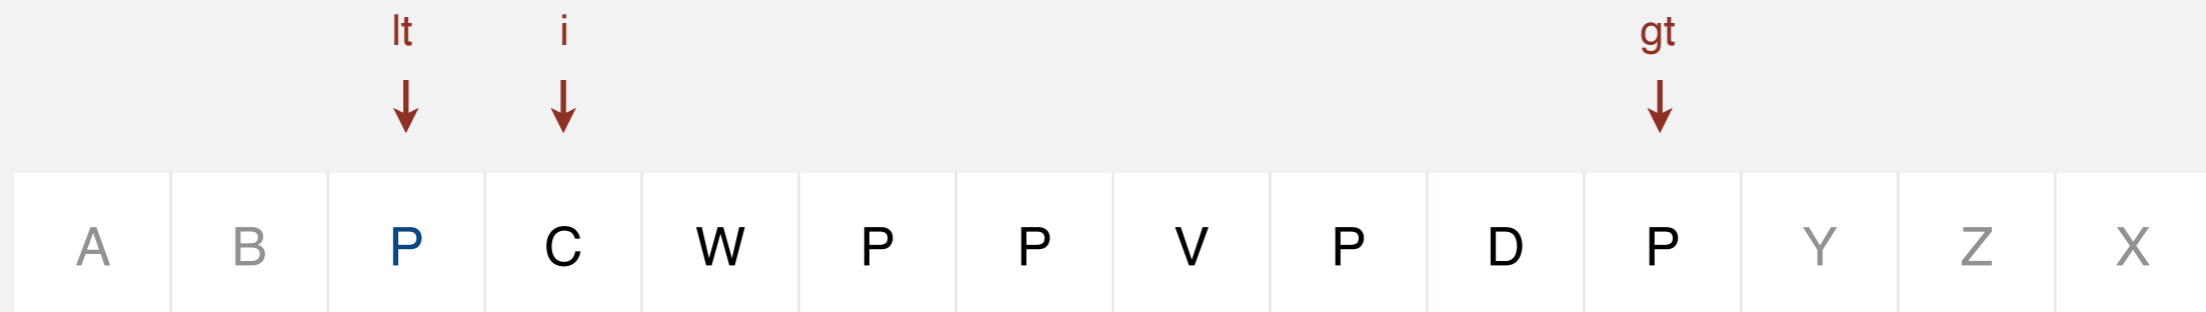 lt i gt
A B P C W P P V P D P Y Z X